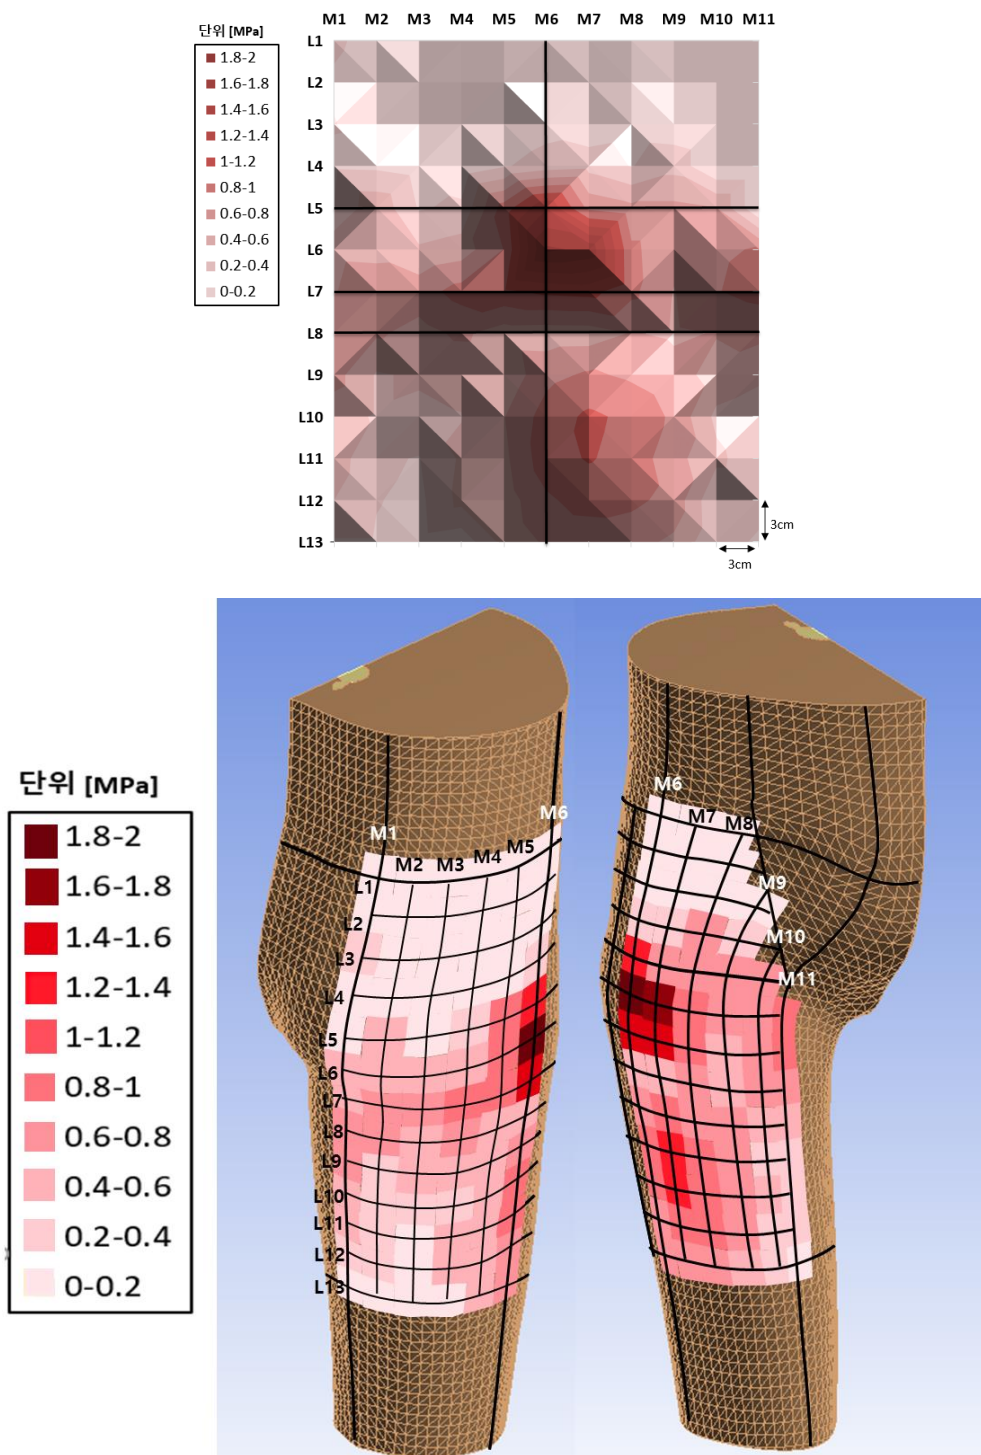 M1 M2 M3 M4 M5 M6 M7 M8 M9 M10 M11
단위 [MPa]
1.8-2
1.6-1.8
1.4-1.6
1.2-1.4
1-1.2
0.8-1
0.6-0.8
0.4-0.6
0.2-0.4
0-0.2
L1
L2
L3
L4
L5
L6
L7
L8
L9
L10
L11
L12
L13
3cm
3cm
단위 [MPa]
1.8-2
1.6-1.8
1.4-1.6
1.2-1.4
1-1.2
0.8-1
0.6-0.8
0.4-0.6
0.2-0.4
0-0.2
M1
M2
M3
M4
M5
M6
L1
L2
L3
L4
L5
L6
L7
L8
L9
L10
L11
L12
L13
M6
M7
M8
M9
M10
M11